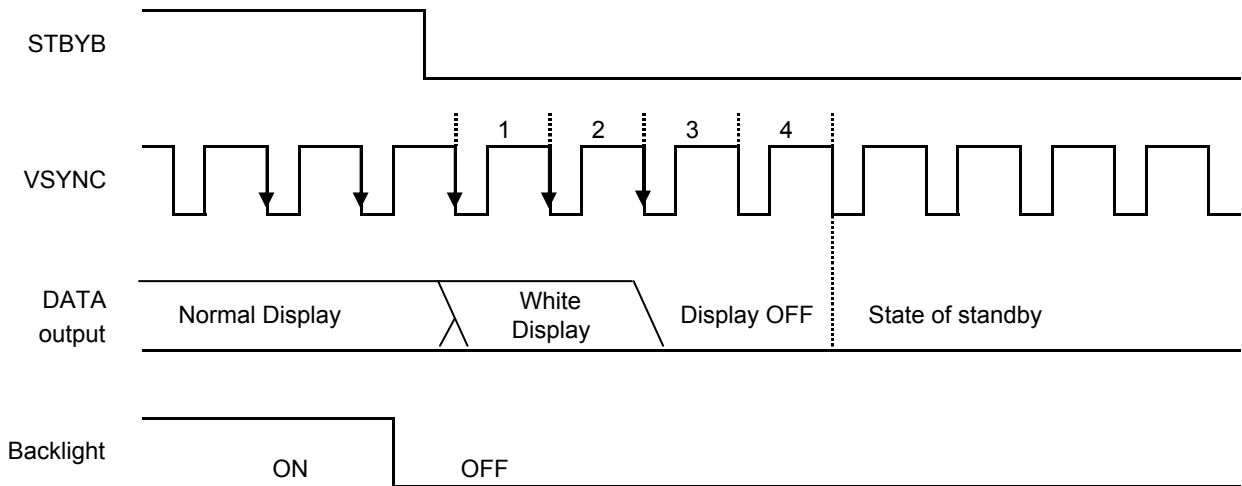 STBYB
1 2 3 4
VSYNC
DATA
output
Normal Display
White
Display
Display OFF
State of standby
Backlight
ON
OFF